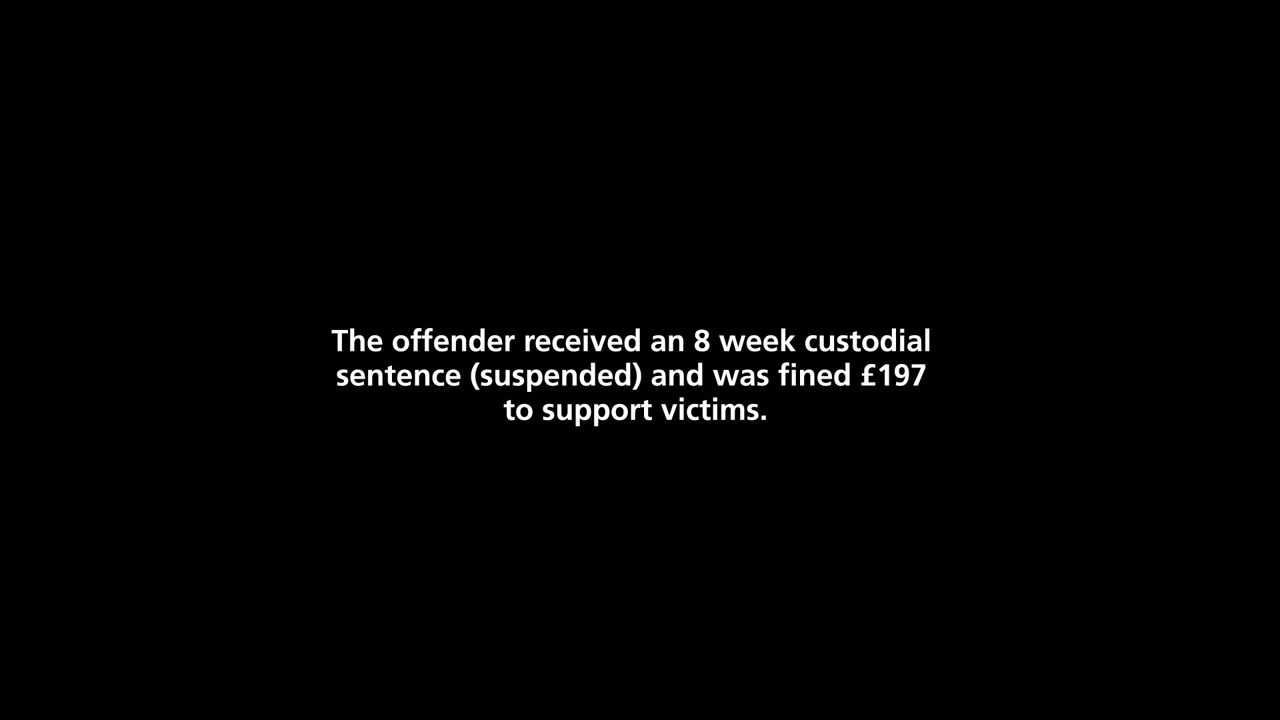 The offender received an 8 week custodial
sentence (suspended) and was fined £197
to support victims.